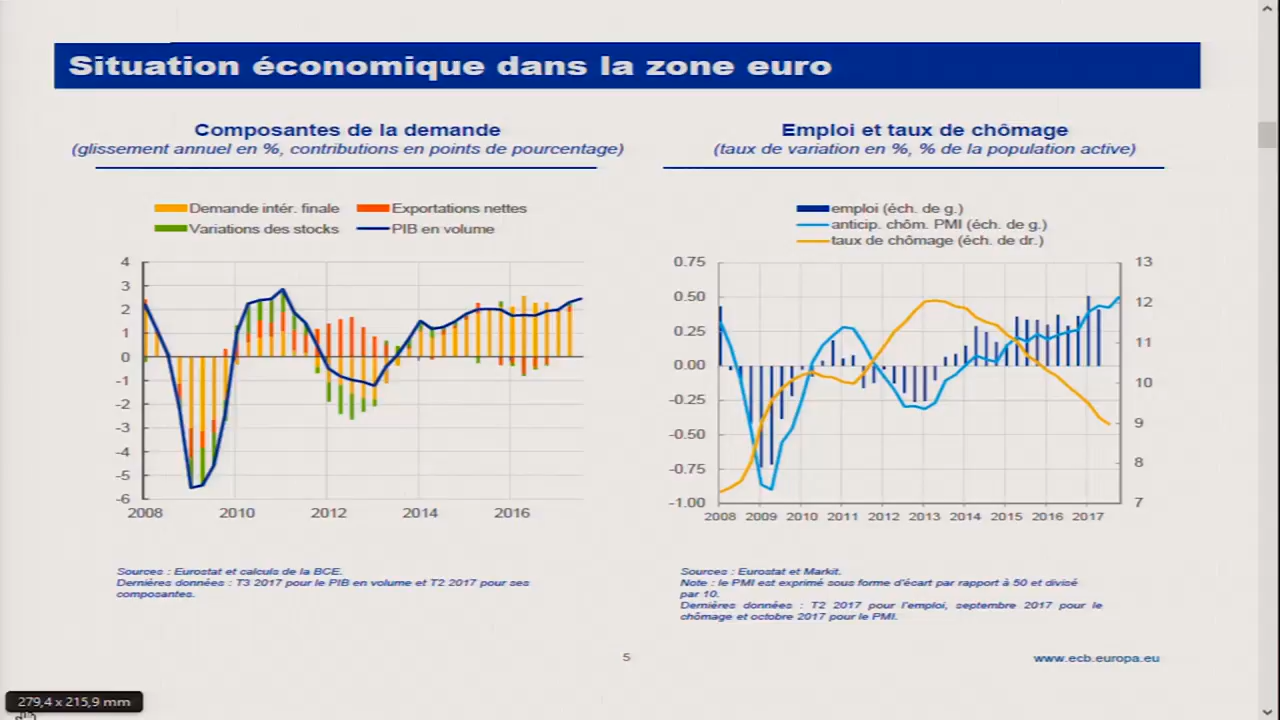 Situation économique dans la zone euro
Composantes de la demande
(glissement annuel en %, contributions en points de pourcentage)
Demande intér. finale
Exportations nettes
Variations des stocks
PIB en volume
4
3
2
1
0
-1
-2
-3
-4
-5
-6
2008 2010 2012 2014 2016
Sources : Eurostat et calculs de la BCE.
Dernières données : T3 2017 pour le PIB en volume et T2 2017 pour ses
composantes.
Emploi et taux de chômage
(taux de variation en %, % de la population active)
emploi (éch. de g.)
anticip. chôm. PMI (éch. de g.)
taux de chômage (éch. de dr.)
0.75
0.50
0.25
0.00
-0.25
-0.50
-0.75
-1.00
13
12
11
10
9
8
7
2008 2009 2010 2011 2012 2013 2014 2015 2016 2017
Sources : Eurostat et Markit.
Note : le PMI est exprimé sous forme d'écart par rapport à 50 et divisé
par 10.
Dernières données : T2 2017 pour l'emploi, septembre 2017 pour le
chômage et octobre 2017 pour le PMI.
5
www.ecb.europa.eu
279,4 x 215,9 mm